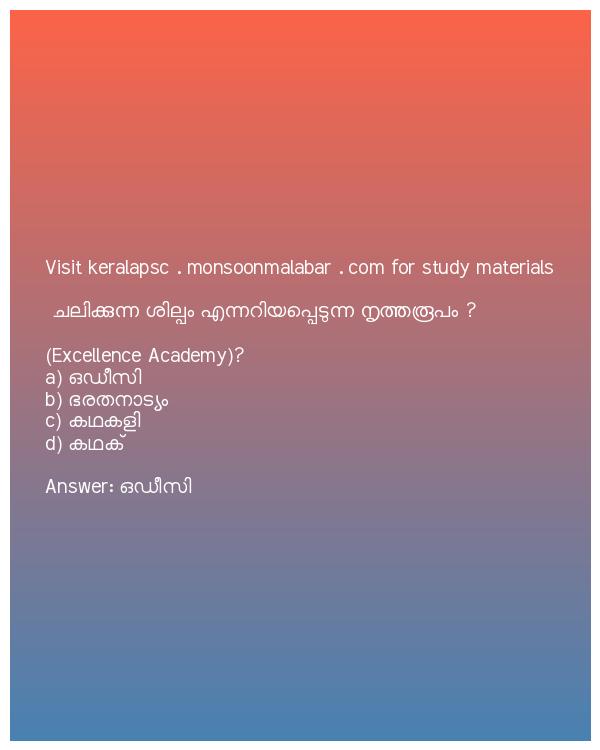 Visit keralapsc . monsoonmalabar . com for study materials
ചലിക്കുന്ന ശില്പം എന്നറിയപ്പെടുന്ന നൃത്തരൂപം ?
(Excellence Academy)?
a) ഒഡീസി
b) ഭരതനാട്യം
c) കഥകളി
d) കഥക്
Answer: ഒഡീസി